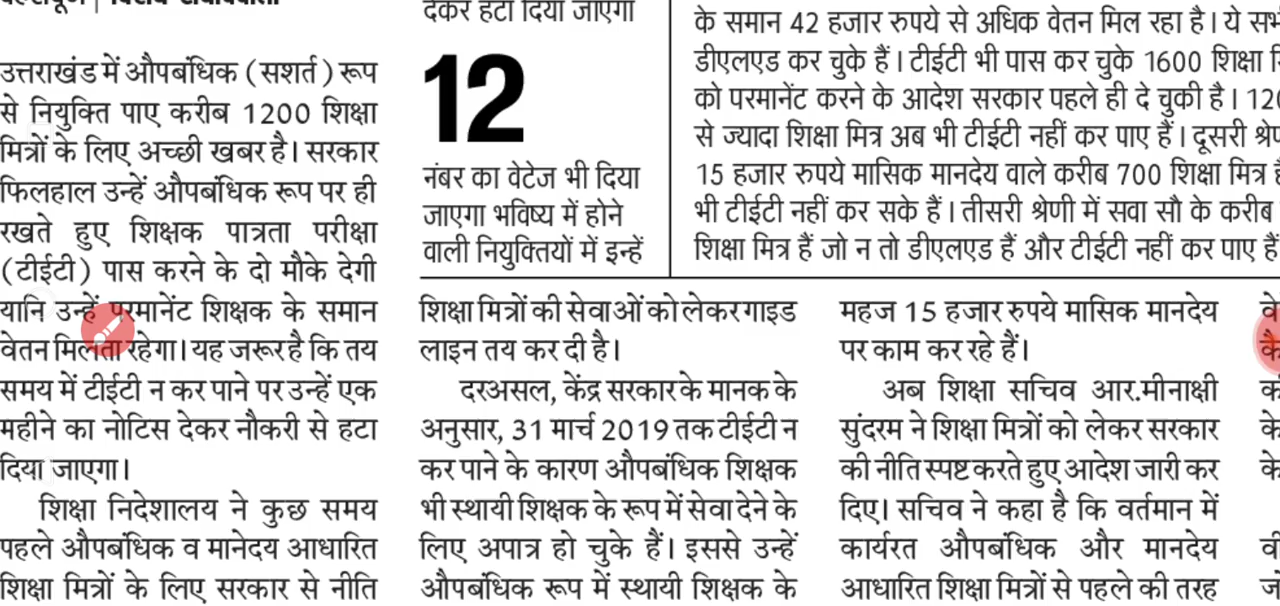 देकर हटा दिया जाएगा
12
नंबर का वेटेज भी दिया
जाएगा भविष्य में होने
वाली नियुक्तियों में इन्हें
के समान 42 हजार रुपये से अधिक वेतन मिल रहा है। ये सभी
डीएलएड कर चुके हैं। टीईटी भी पास कर चुके 1600 शिक्षा
को परमानेंट करने के आदेश सरकार पहले ही दे चुकी है।
से ज्यादा शिक्षा मित्र अब भी टीईटी नहीं कर पाए हैं। दूसरी
15 हजार रुपये मासिक मानदेय वाले करीब 700 शिक्षा मित्र
भी टीईटी नहीं कर सके हैं। तीसरी श्रेणी में सवा सौ के करीब
शिक्षा मित्र हैं जो न तो डीएलएड हैं और टीईटी नहीं कर पाए हैं
उत्तराखंड में औपबंधिक (सशर्त) रूप
से नियुक्ति पाए करीब 1200 शिक्षा
मित्रों के लिए अच्छी खबर है। सरकार
फिलहाल उन्हें औपबंधिक रूप पर ही
रखते हुए शिक्षक पात्रता परीक्षा
(टीईटी) पास करने के दो मौके देगी
यानि उन्हें परमानेंट शिक्षक के समान
वेतन मिलता रहेगा। यह जरूर है कि तय
समय में टीईटी न कर पाने पर उन्हें एक
महीने का नोटिस देकर नौकरी से हटा
दिया जाएगा।
शिक्षा निदेशालय ने कुछ समय
पहले औपबंधिक व मानेदय आधारित
शिक्षा मित्रों के लिए सरकार से नीति
शिक्षा मित्रों की सेवाओं को लेकर गाइड
लाइन तय कर दी है।
दरअसल, केंद्र सरकार के मानक के
अनुसार, 31 मार्च 2019 तक टीईटी न
कर पाने के कारण औपबंधिक शिक्षक
भी स्थायी शिक्षक के रूप में सेवा देने के
लिए अपात्र हो चुके हैं। इससे उन्हें
औपबंधिक रूप में स्थायी शिक्षक के
महज 15 हजार रुपये मासिक मानदेय
पर काम कर रहे हैं।
अब शिक्षा सचिव आर.मीनाक्षी
सुंदरम ने शिक्षा मित्रों को लेकर सरकार
की नीति स्पष्ट करते हुए आदेश जारी कर
दिए। सचिव ने कहा है कि वर्तमान में
कार्यरत औपबंधिक और मानदेय
आधारित शिक्षा मित्रों से पहले की तरह